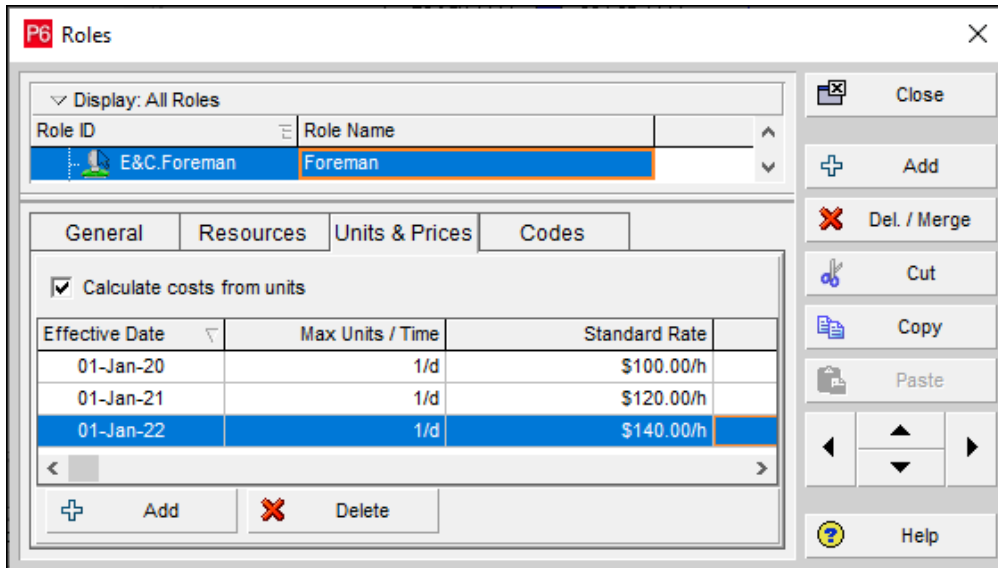 P6 Roles
Display: All Roles
Role ID Role Name
E&C.Foreman Foreman
General Resources Units & Prices Codes
Calculate costs from units
Effective Date Max Units / Time Standard Rate
01-Jan-20 1/d $100.00/h
01-Jan-21 1/d $120.00/h
01-Jan-22 1/d $140.00/h
Add Delete
Close
Add
Del. / Merge
Cut
Copy
Paste
Help